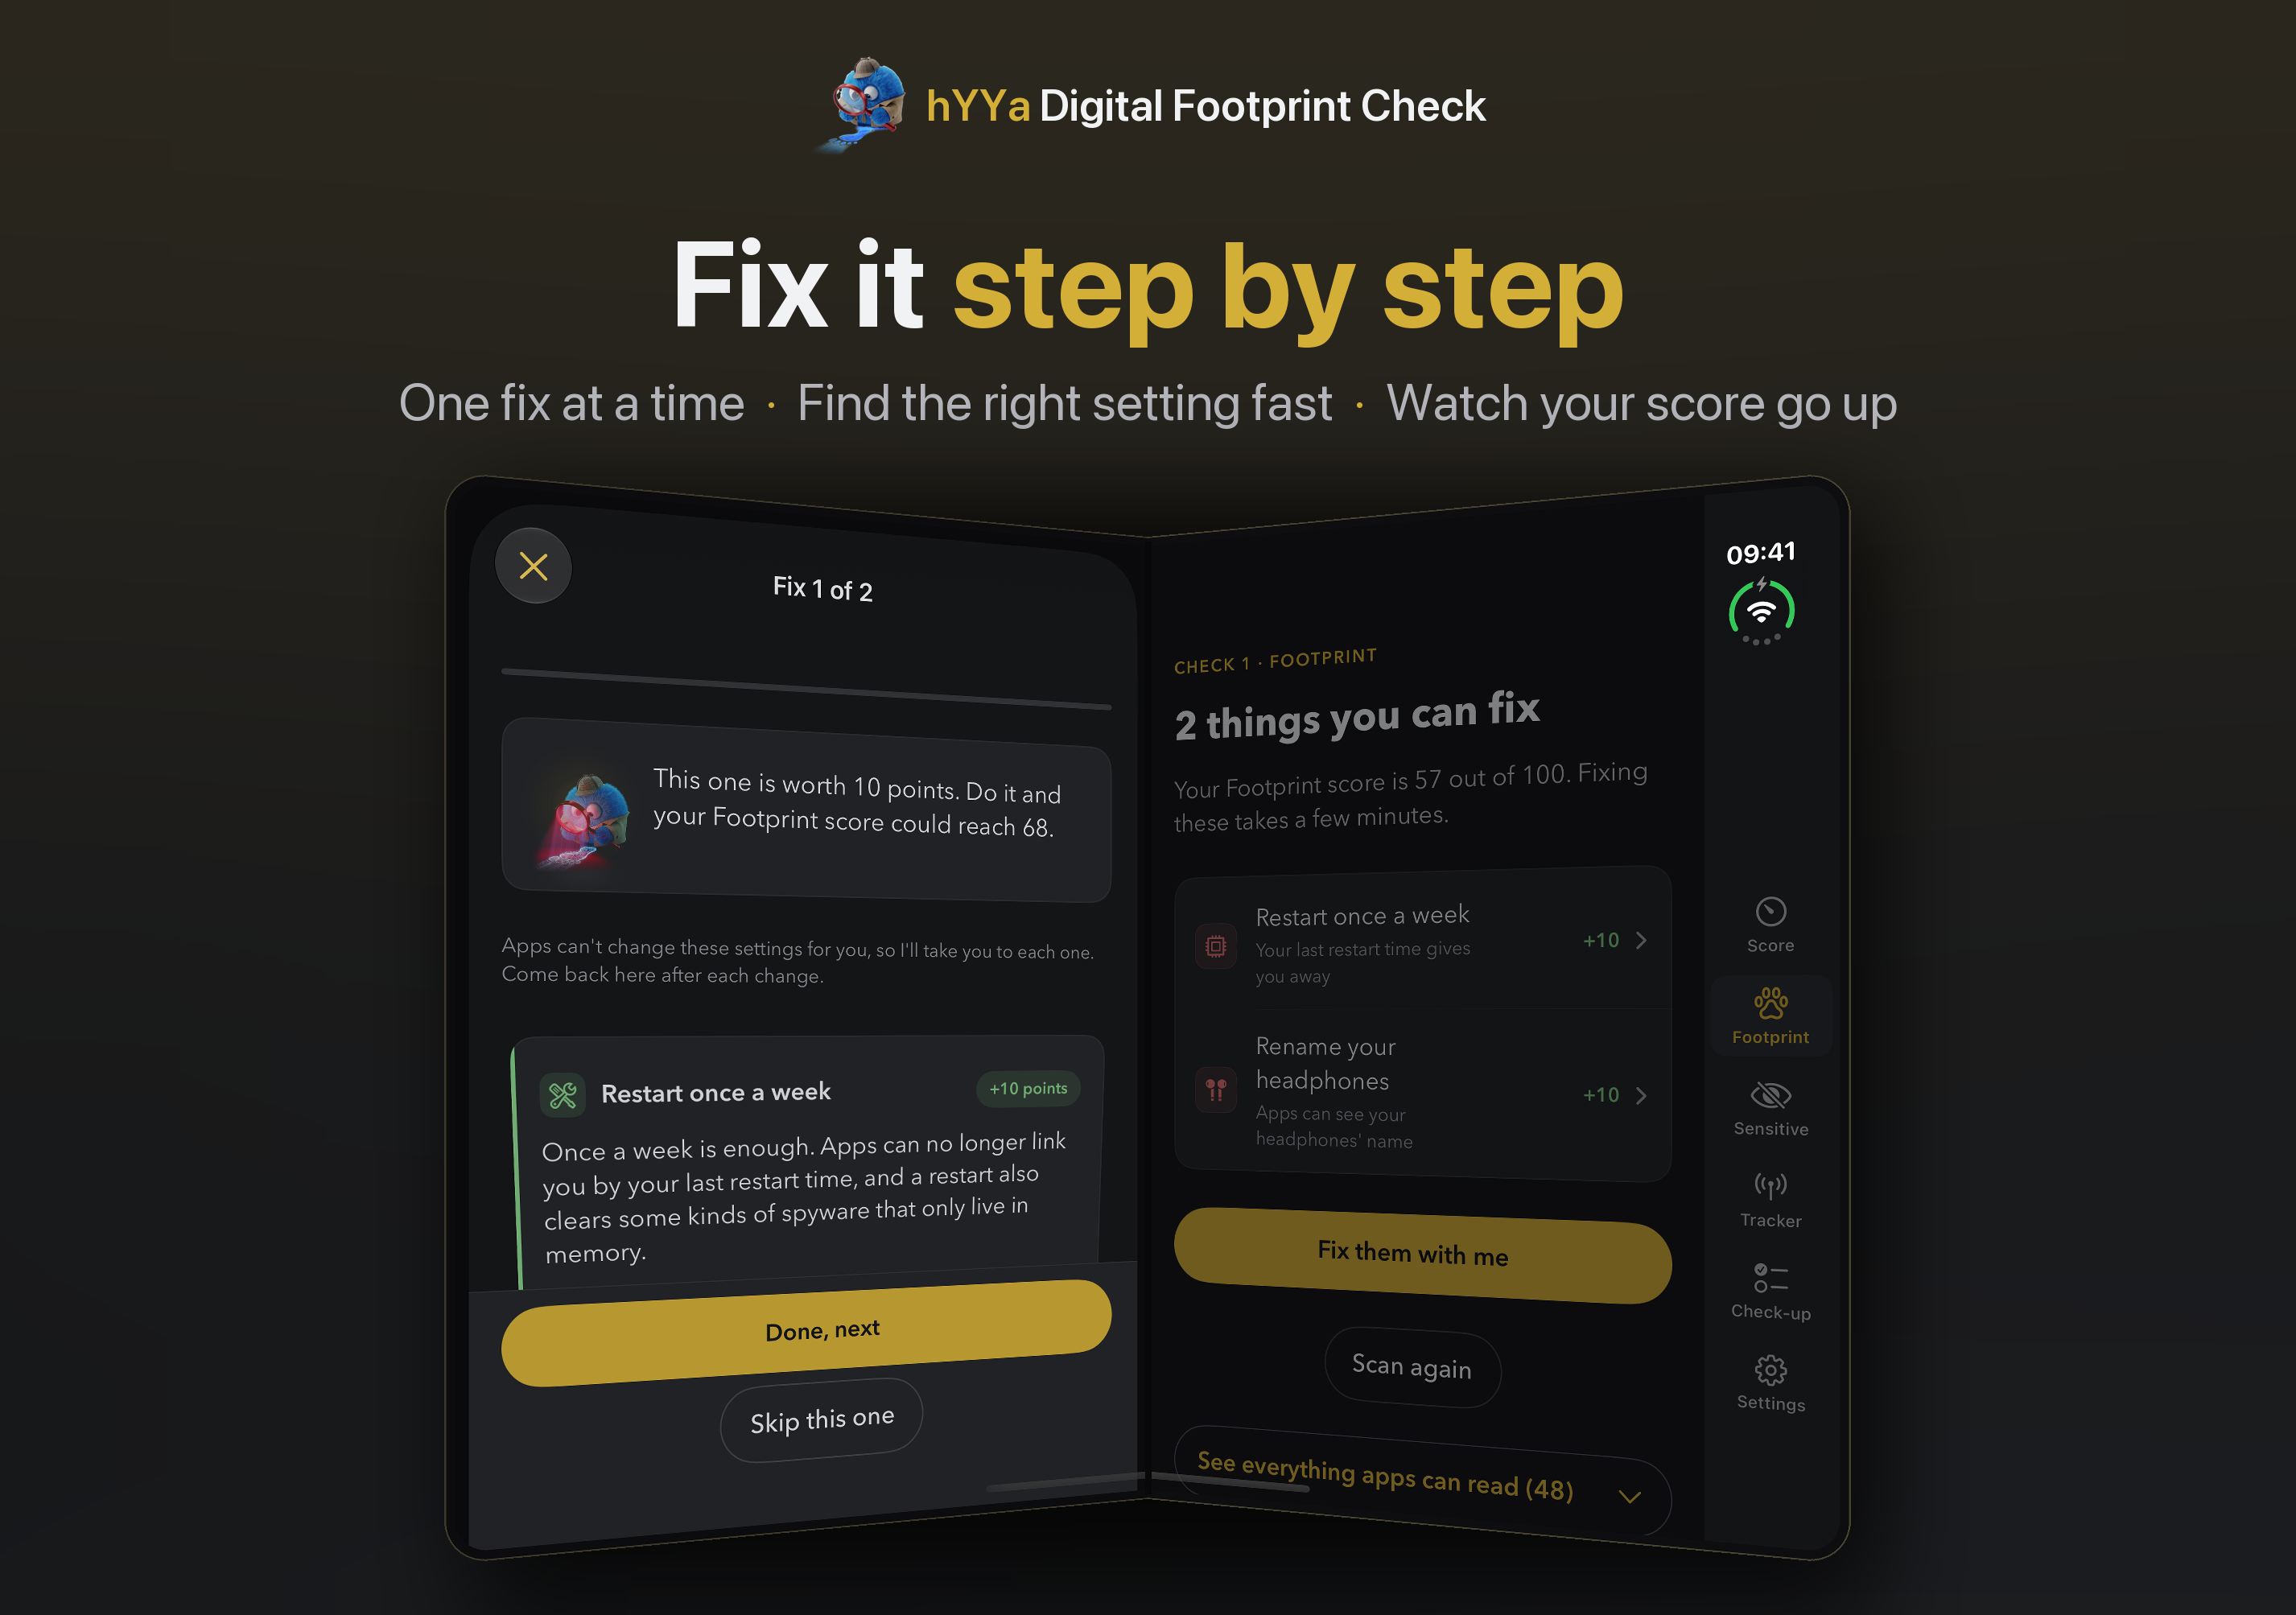 hYYa Digital Footprint Check
Fix it step by step
One fix at a time · Find the right setting fast · Watch your score go up
Fix 1 of 2
This one is worth 10 points. Do it and
your Footprint score could reach 68.
Apps can't change these settings for you, so I'll take you to each one.
Come back here after each change.
Restart once a week
+10 points
Once a week is enough. Apps can no longer link
you by your last restart time, and a restart also
clears some kinds of spyware that only live in
memory.
Done, next
Skip this one
CHECK 1 · FOOTPRINT
2 things you can fix
Your Footprint score is 57 out of 100. Fixing
these takes a few minutes.
Restart once a week
Your last restart time gives
you away
+10
Rename your
headphones
Apps can see your
headphones' name
+10
Fix them with me
Scan again
See everything apps can read (48)
09:41
Score
Footprint
Sensitive
Tracker
Check-up
Settings